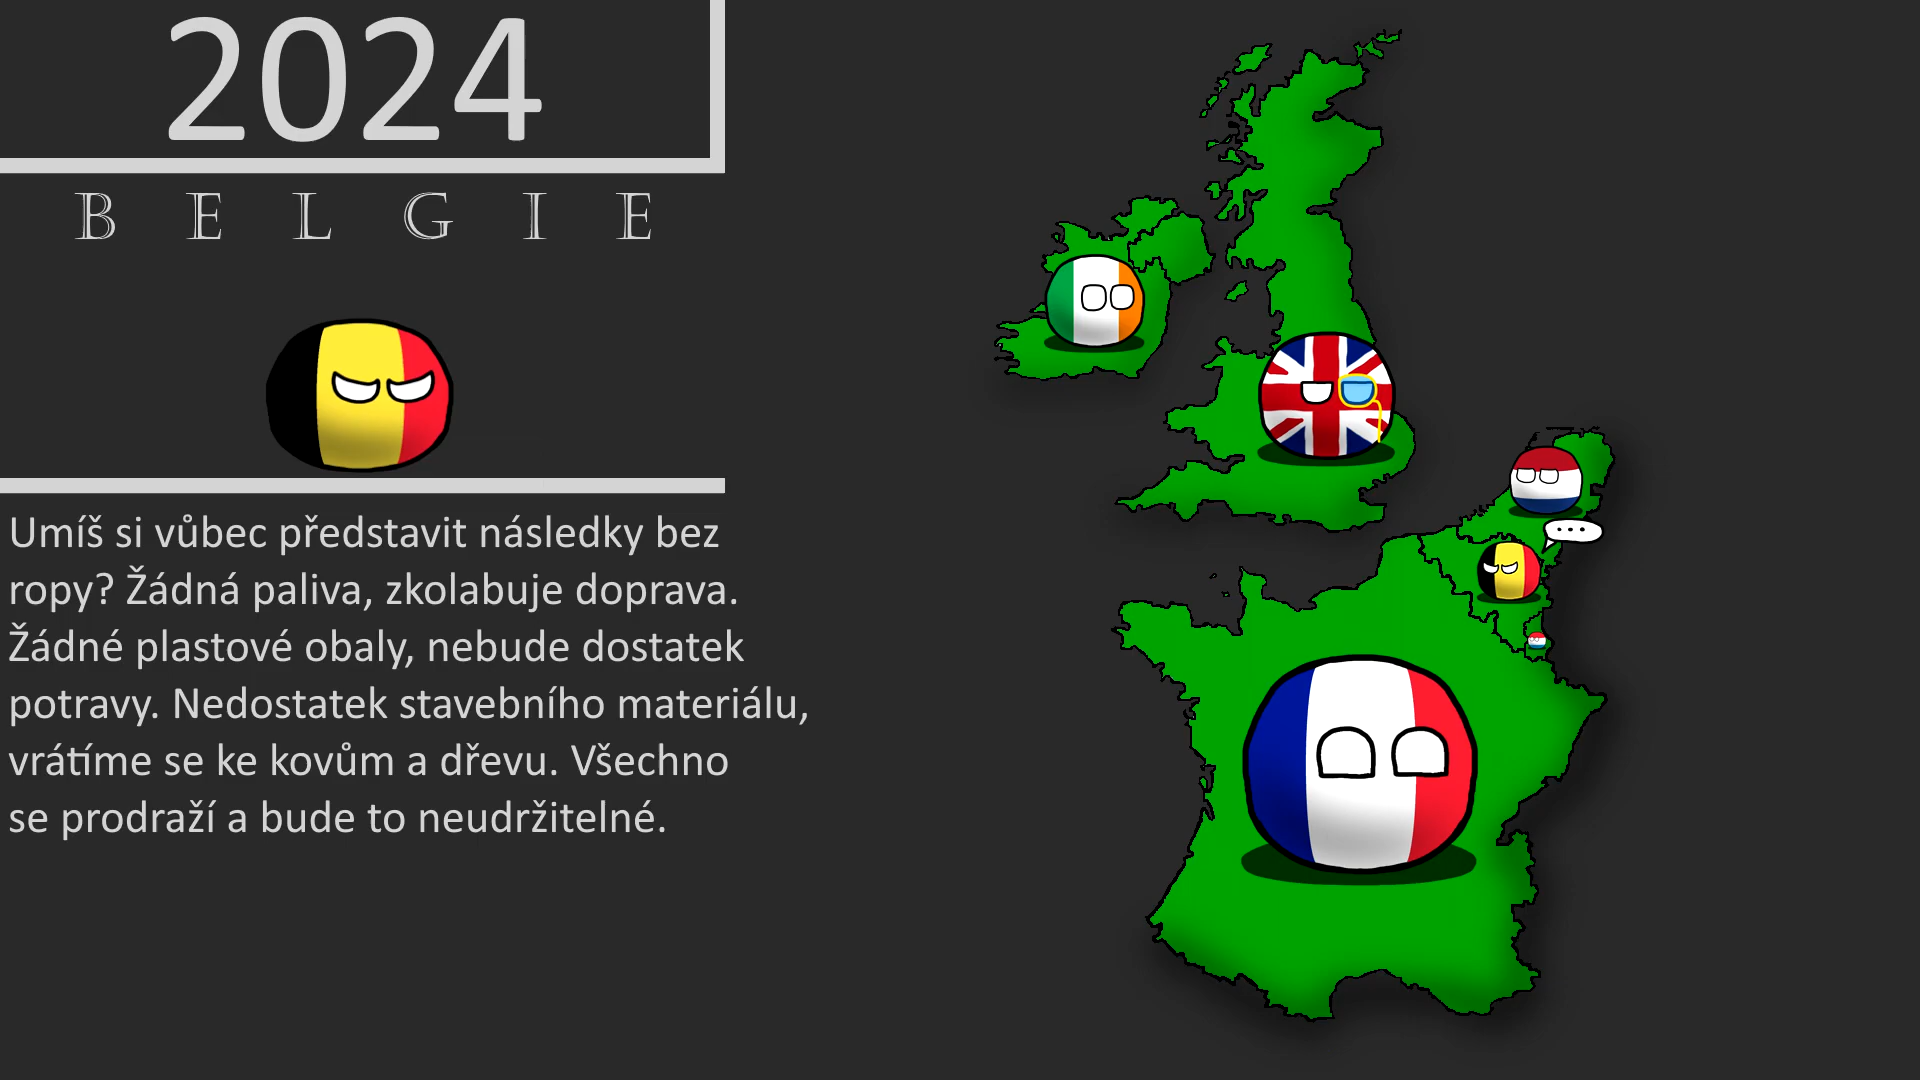 2024
BELGIE
Umíš si vůbec představit následky bez
ropy? Žádná paliva, zkolabuje doprava.
Žádné plastové obaly, nebude dostatek
potravy. Nedostatek stavebního materiálu,
vrátíme se ke kovům a dřevu. Všechno
se prodraží a bude to neudržitelné.
...